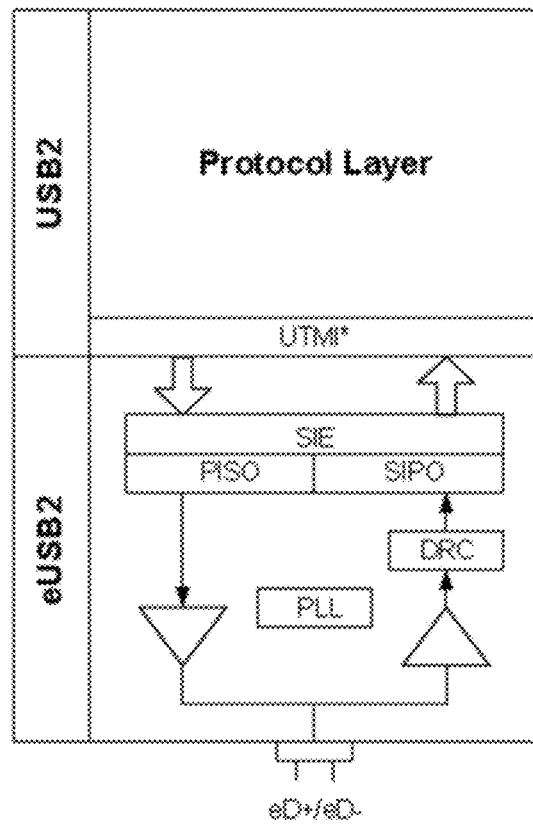 USB2
Protocol Layer
UTMI*
eUSB2
SIE
PISO
SIPO
DRC
PLL
eD+/eD-